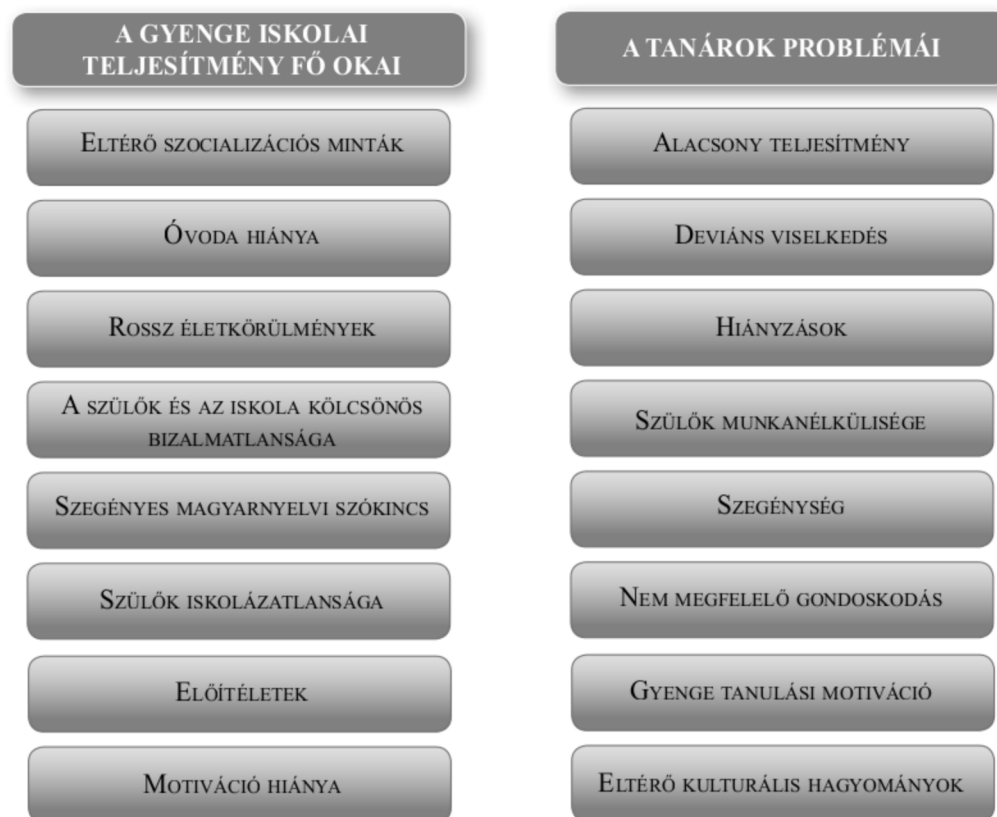 A GYENGE ISKOLAI
TELJESÍTMÉNY FŐ OKAI
ELTÉRŐ SZOCIALIZÁCIÓS MINTÁK
ÓVODA HIÁNYA
ROSSZ ÉLETKÖRÜLMÉNYEK
A SZÜLŐK ÉS AZ ISKOLA KÖLCSÖNÖS
BIZALMATLANSÁGA
SZEGÉNYES MAGYARNYELVI SZÓKINCS
SZÜLŐK ISKOLÁZATLANSÁGA
ELŐÍTÉLETEK
MOTIVÁCIÓ HIÁNYA
A TANÁROK PROBLÉMÁI
ALACSONY TELJESÍTMÉNY
DEVIÁNS VISELKEDÉS
HIÁNYZÁSOK
SZÜLŐK MUNKANÉLKÜLISÉGE
SZEGÉNYSÉG
NEM MEGFELELŐ GONDOSKODÁS
GYENGE TANULÁSI MOTIVÁCIÓ
ELTÉRŐ KULTURÁLIS HAGYOMÁNYOK